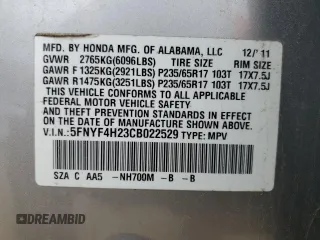 MFD. BY HONDA MFG. OF ALABAMA, LLC 12/'11
GVWR 2765KG(6096LBS) TIRE SIZE RIM SIZE
GAWR F 1325KG(2921LBS) P235/65R17 103T 17X7.5J
GAWR R1475KG(3251LBS) P235/65R17 103T 17X7.5J
THIS VEHICLE CONFORMS TO ALL APPLICABLE
FEDERAL MOTOR VEHICLE SAFETY, BUMPER,
AND THEFT PREVENTION STANDARDS IN EFFECT ON
THE DATE OF MANUFACTURE SHOWN ABOVE.
V.I.N.: 5FNYF4H23CB022529 TYPE: MPV
SZA C AA5 -NH700M -B -B
DREAMBID